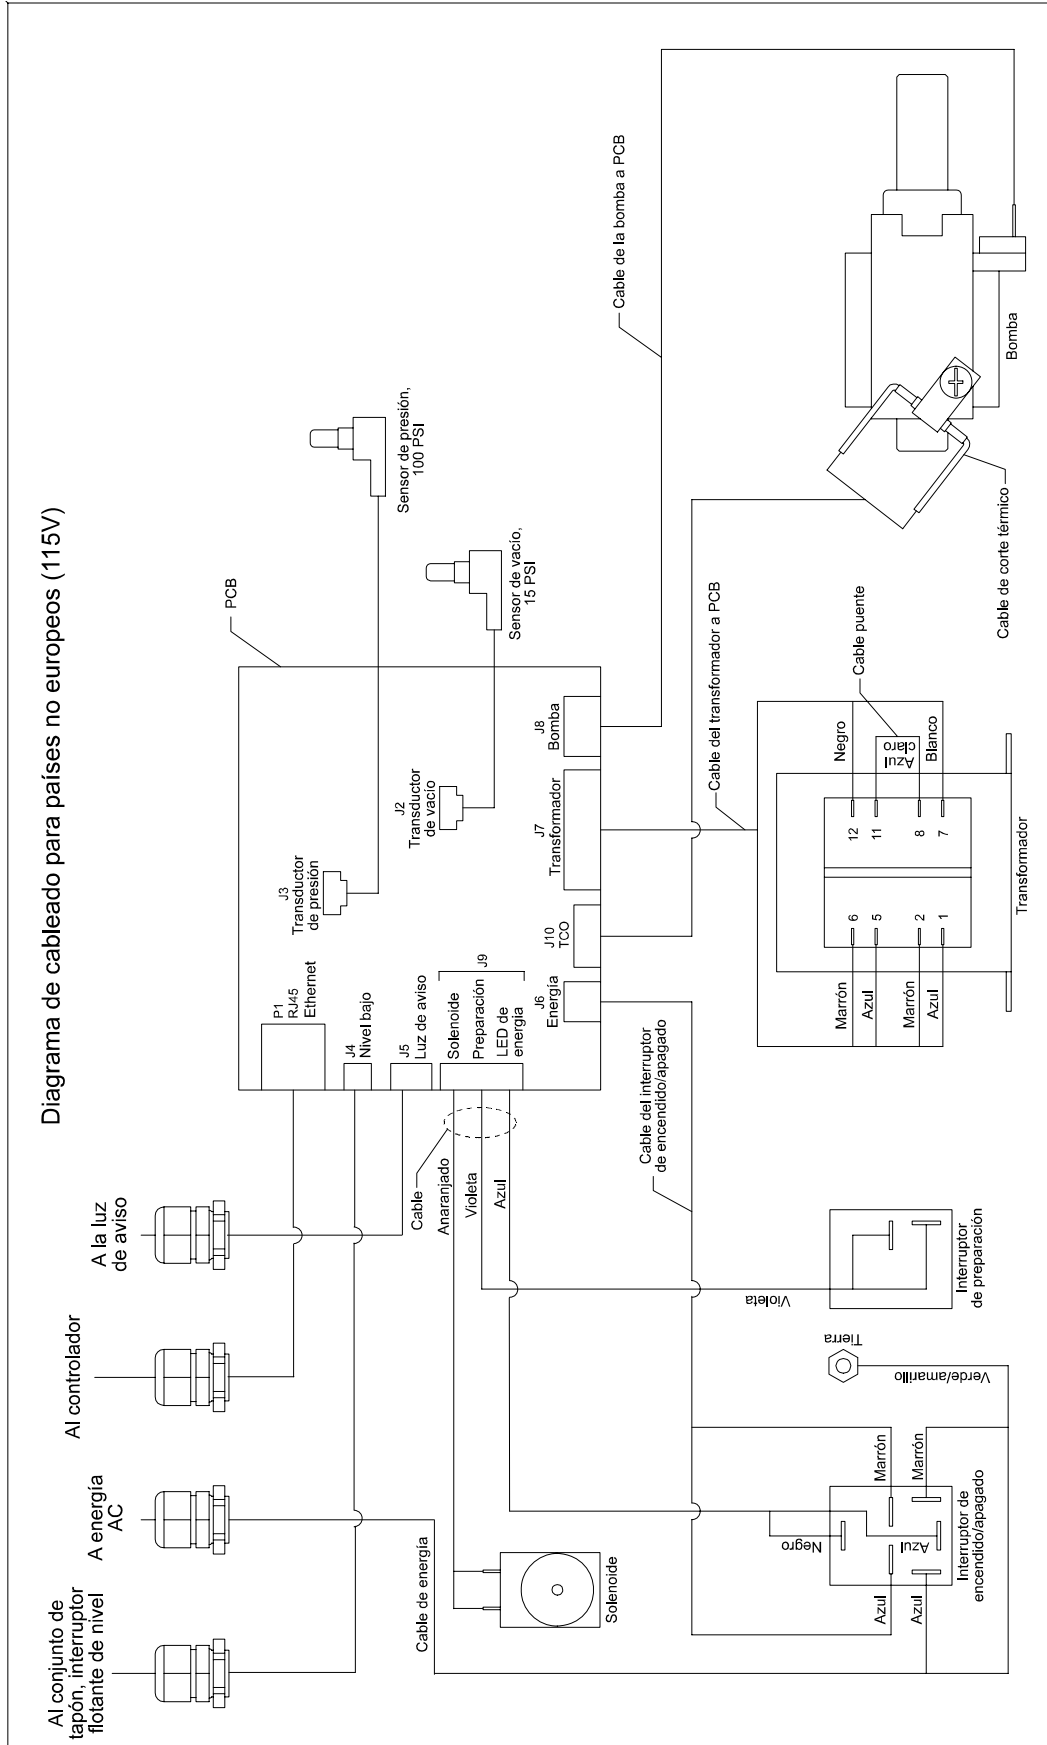 Diagrama de cableado para países no europeos (115V)
Al conjunto de
tapón, interruptor
flotante de nivel
A energía
AC
Al controlador
A la luz
de aviso
PCB
Sensor de presión,
100 PSI
Sensor de vacío,
15 PSI
P1
RJ45
Ethernet
J3
Transductor
de presión
J2
Transductor
de vacío
J4
Nivel bajo
J5
Luz de aviso
Solenoide
Preparación
LED de
energía
J9
J6
Energía
J10
TCO
J7
Transformador
J8
Bomba
Cable
Anaranjado
Violeta
Azul
Cable de energía
Solenoide
Cable del interruptor
de encendido/apagado
Cable del transformador a PCB
Cable de la bomba a PCB
Violeta
Interruptor
de preparación
Tierra
Verde/amarillo
Marrón
Marrón
Negro
Azul
Azul
Azul
Interruptor de
encendido/apagado
Marrón
Azul
Marrón
Azul
6
5
2
1
12
11
8
7
Negro
Azul
claro
Blanco
Cable puente
Transformador
Cable de corte térmico
Bomba